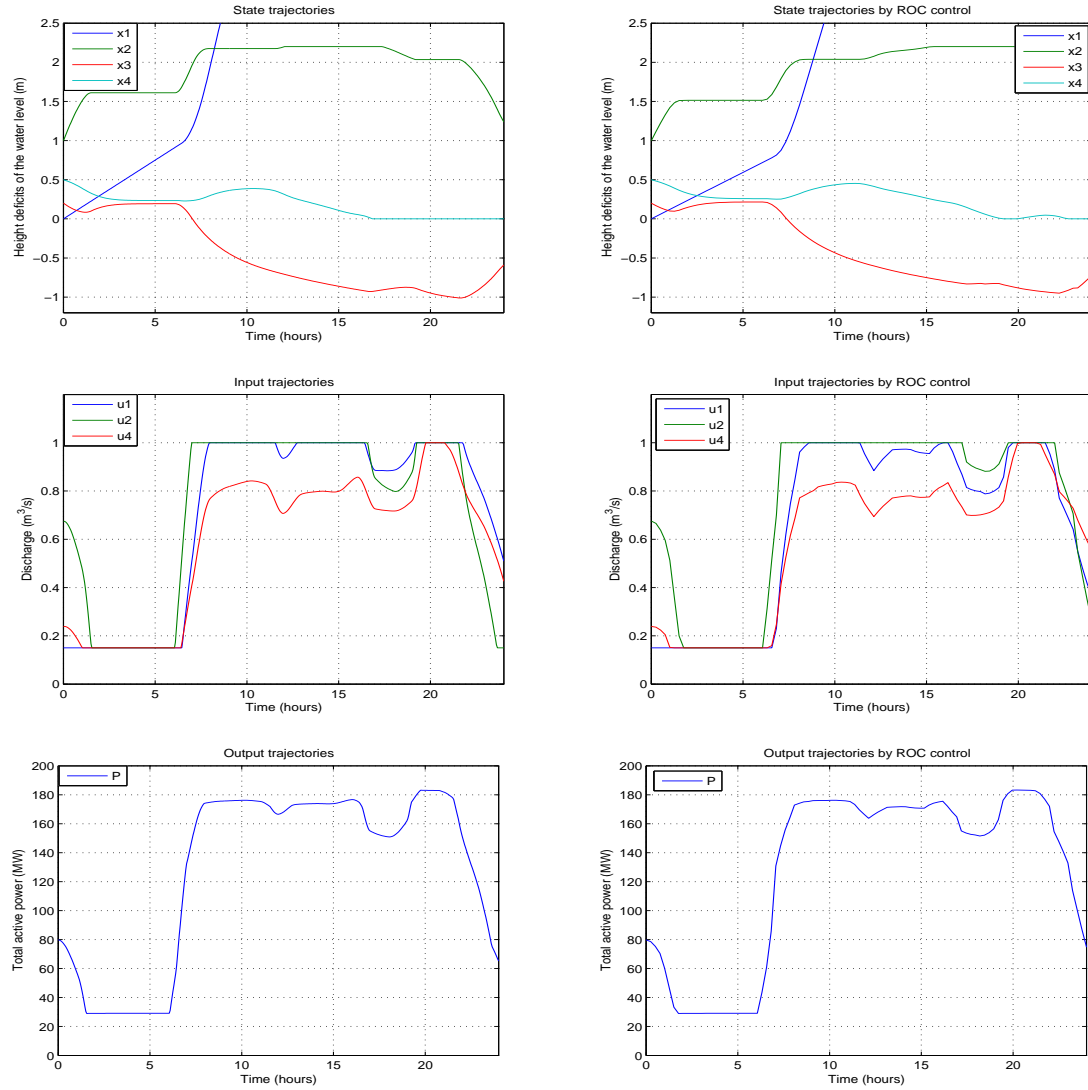 State trajectories
Height deficits of the water level (m)
2.5
2
1.5
1
0.5
0
−0.5
−1
0
5
10
15
20
Time (hours)
x1
x2
x3
x4
State trajectories by ROC control
Height deficits of the water level (m)
2.5
2
1.5
1
0.5
0
−0.5
−1
0
5
10
15
20
Time (hours)
x1
x2
x3
x4
Input trajectories
Discharge (m3/s)
1
0.8
0.6
0.4
0.2
0
0
5
10
15
20
Time (hours)
u1
u2
u4
Input trajectories by ROC control
Discharge (m3/s)
1
0.8
0.6
0.4
0.2
0
0
5
10
15
20
Time (hours)
u1
u2
u4
Output trajectories
Total active power (MW)
200
180
160
140
120
100
80
60
40
20
0
0
5
10
15
20
Time (hours)
P
Output trajectories by ROC control
Total active power (MW)
200
180
160
140
120
100
80
60
40
20
0
0
5
10
15
20
Time (hours)
P